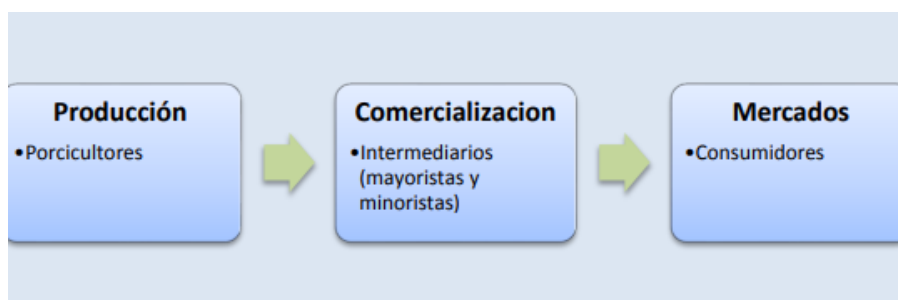 Producción
•Porcicultores
Comercializacion
•Intermediarios
(mayoristas y
minoristas)
Mercados
•Consumidores